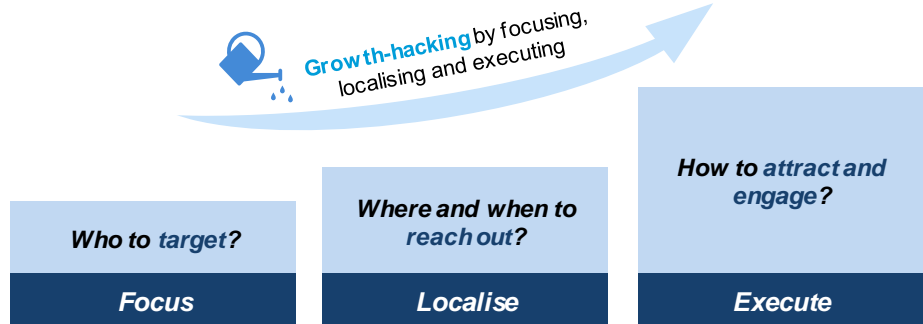 Growth-hacking by focusing,
localising and executing
Who to target?
Where and when to
reach out?
How to attract and
engage?
Focus
Localise
Execute